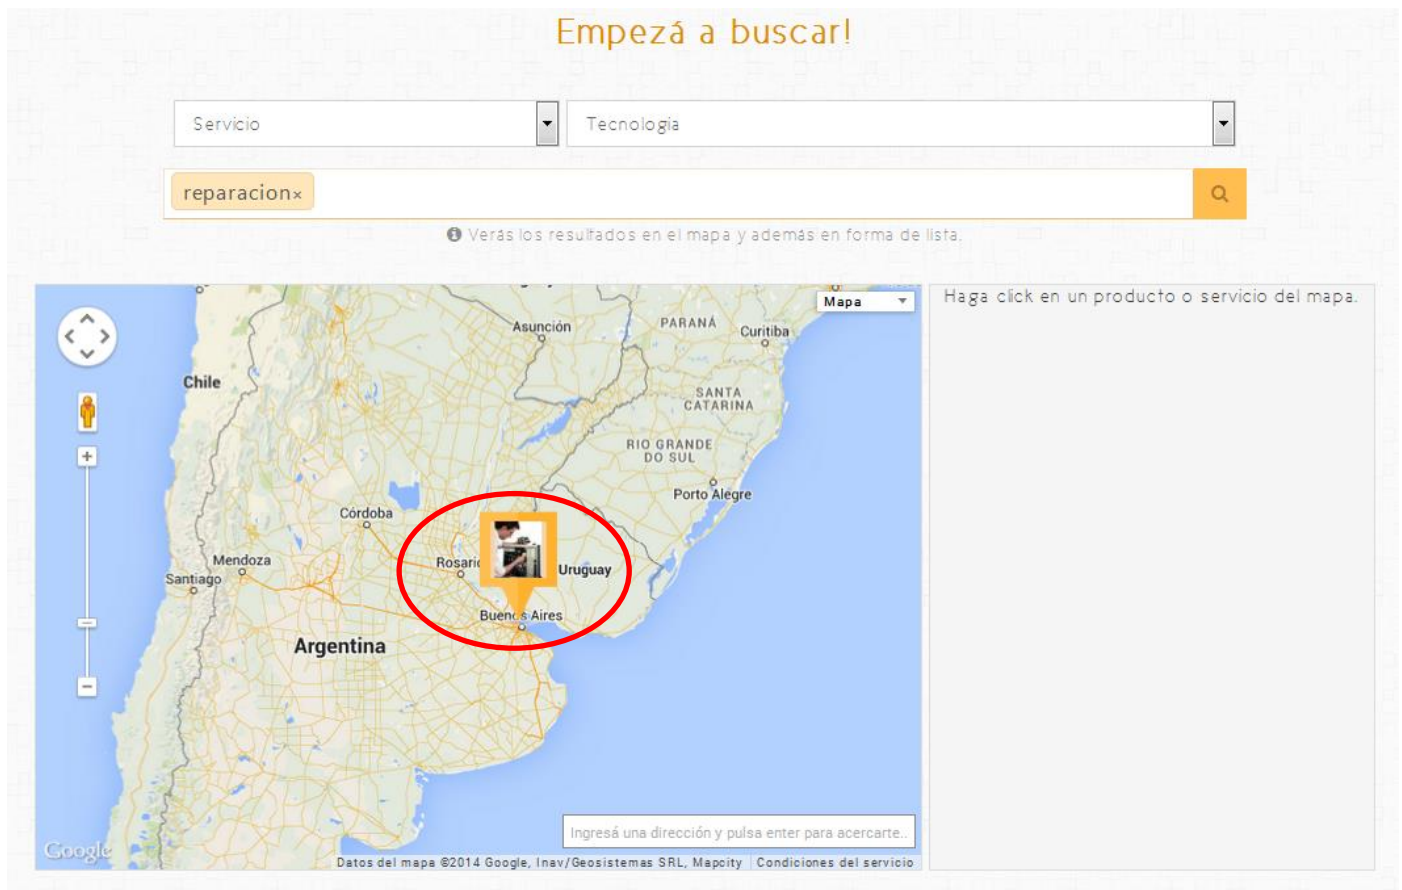 Empezá a buscar!
Servicio
Tecnologia
reparacion×
Verás los resultados en el mapa y además en forma de lista.
Mapa
Haga click en un producto o servicio del mapa.
Asunción
PARANÁ
Curitiba
Chile
SANTA
CATARINA
RIO GRANDE
DO SUL
Porto Alegre
Córdoba
Mendoza
Rosario
Uruguay
Santiago
Buenos Aires
Argentina
Ingresá una dirección y pulsa enter para acercarte..
Google
Datos del mapa ©2014 Google, Inav/Geosistemas SRL, Mapcity
Condiciones del servicio